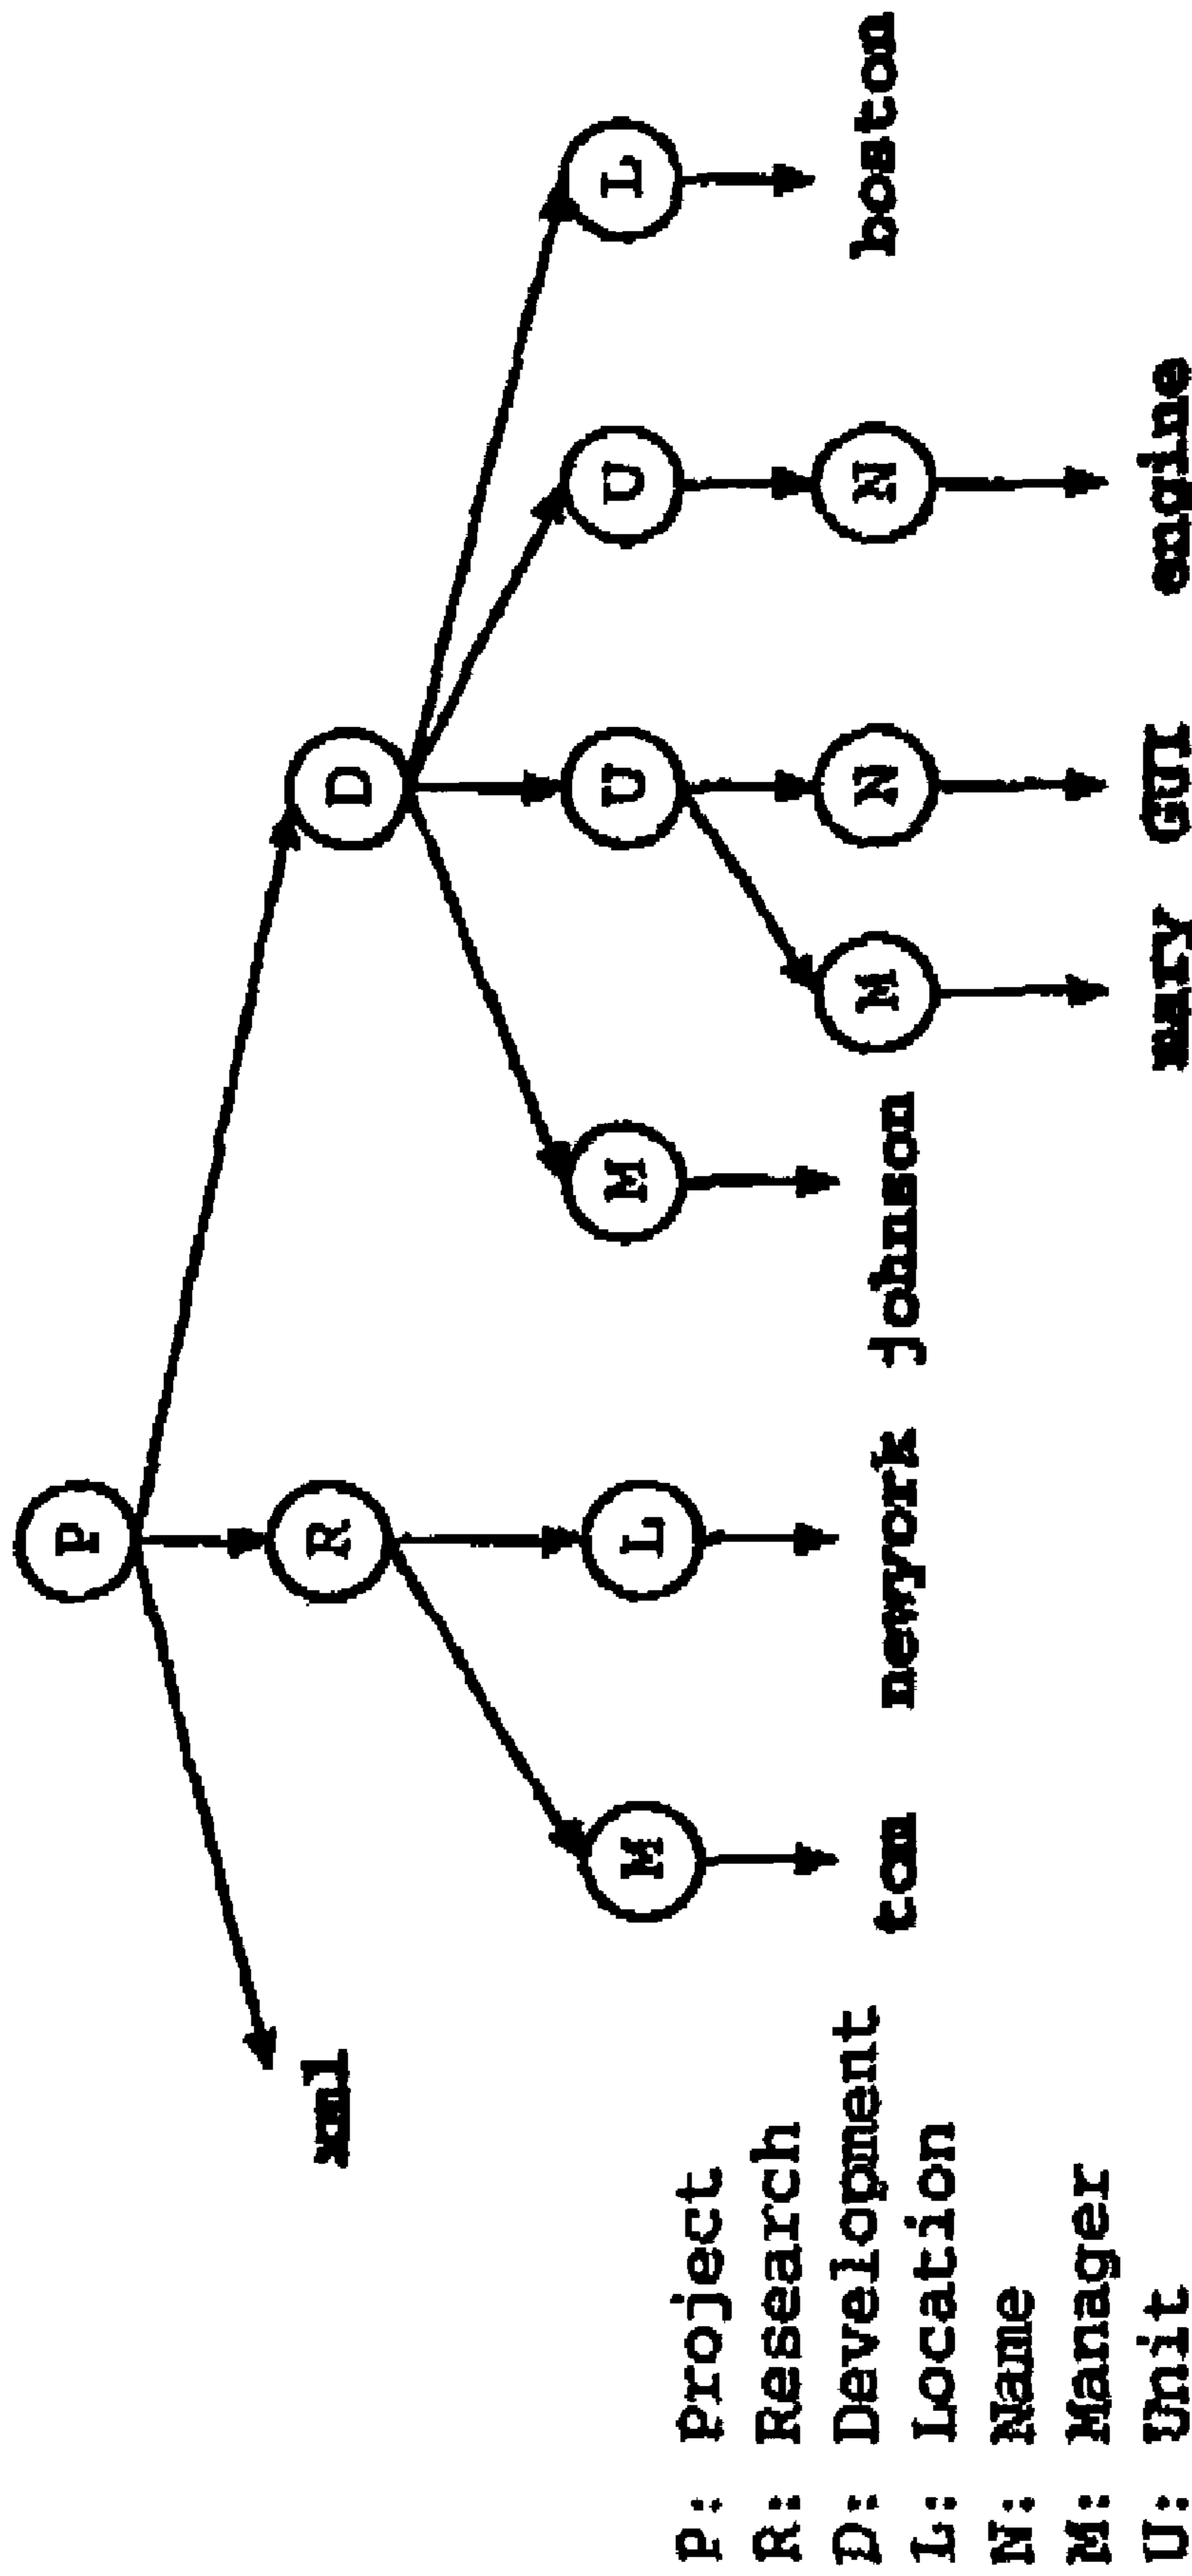 P
R
D
xml
M
L
M
U
U
L
tom
newyork
johnson
M
N
N
boston
mary
GUI
engine
P: Project
R: Research
D: Development
L: Location
N: Name
M: Manager
U: Unit